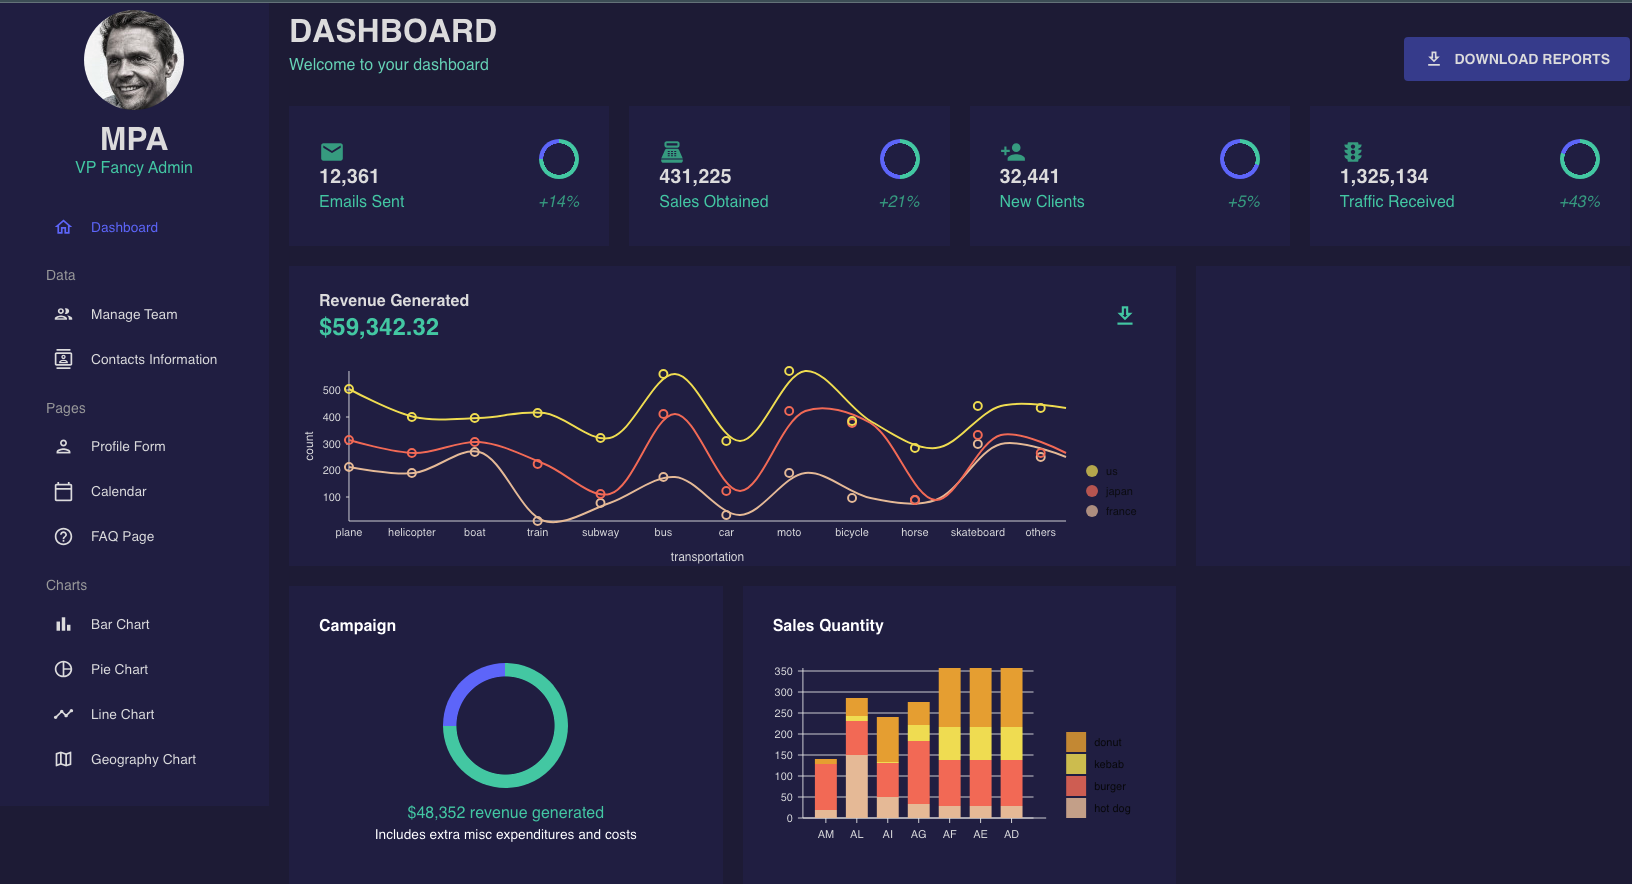 MPA
VP Fancy Admin
Dashboard
Data
Manage Team
Contacts Information
Pages
Profile Form
Calendar
FAQ Page
Charts
Bar Chart
Pie Chart
Line Chart
Geography Chart
DASHBOARD
Welcome to your dashboard
DOWNLOAD REPORTS
12,361
Emails Sent
+14%
431,225
Sales Obtained
+21%
32,441
New Clients
+5%
1,325,134
Traffic Received
+43%
Revenue Generated
$59,342.32
500
400
300
200
100
count
plane helicopter boat train subway bus car moto bicycle horse skateboard others
transportation
us
japan
france
Campaign
$48,352 revenue generated
Includes extra misc expenditures and costs
Sales Quantity
350
300
250
200
150
100
50
0
AM AL AI AG AF AE AD
donut
kebab
burger
hot dog